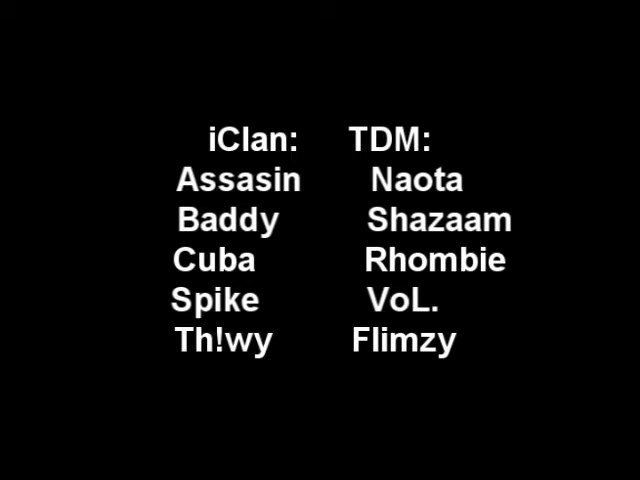 iClan: TDM:
Assasin Naota
Baddy Shazaam
Cuba Rhombie
Spike VoL.
Th!wy Flimzy